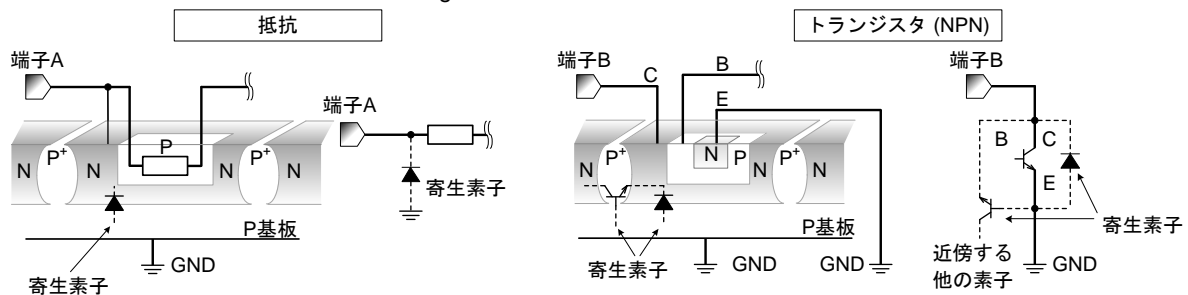 抵抗
トランジスタ (NPN)
端子A
P
N
P+
N
N
P+
N
寄生素子
P基板
GND
端子A
寄生素子
端子B
C
B
E
N
P+
N
N
P
N
P+
N
寄生素子
P基板
GND
GND
端子B
B
C
E
寄生素子
近傍する
他の素子
GND